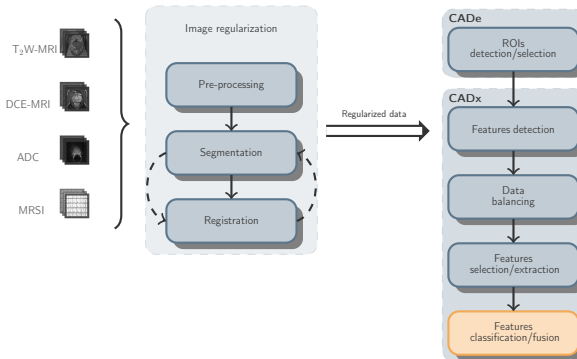 T₂W-MRI
DCE-MRI
ADC
MRSI
Image regularization
Pre-processing
Segmentation
Registration
Regularized data
CADe
ROIs
detection/selection
CADx
Features detection
Data
balancing
Features
selection/extraction
Features
classification/fusion